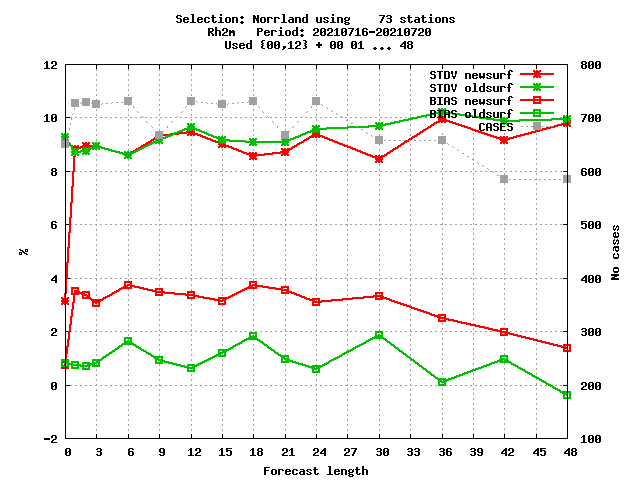 Selection: Norrland using 73 stations
Rh2m Period: 20210716-20210720
Used {00,12} + 00 01 ... 48
STDV newsurf
STDV oldsurf
BIAS newsurf
BIAS oldsurf
CASES
12
10
8
6
4
2
0
-2
%
800
700
600
500
400
300
200
100
No cases
0 3 6 9 12 15 18 21 24 27 30 33 36 39 42 45 48
Forecast length